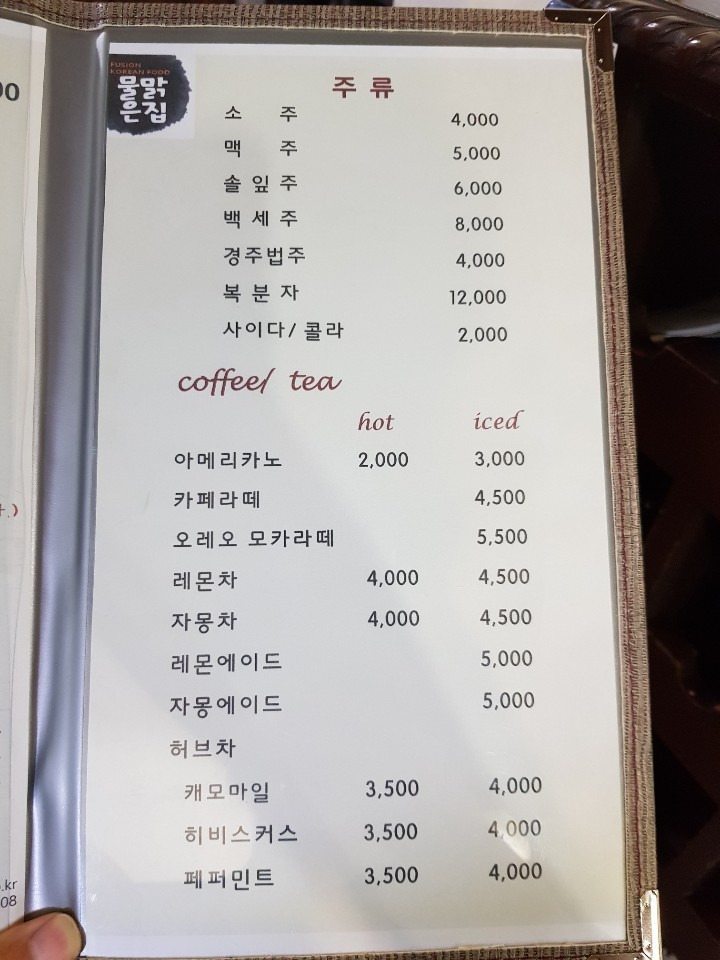 00
FUSION
KOREAN FOOD
물맑
은집
주 류
소 주 4,000
맥 주 5,000
솔 잎 주 6,000
백 세 주 8,000
경주법주 4,000
복 분 자 12,000
사이다/ 콜라 2,000
coffee/ tea
hot iced
아메리카노 2,000 3,000
카페라떼 4,500
오레오 모카라떼 5,500
레몬차 4,000 4,500
자몽차 4,000 4,500
레몬에이드 5,000
자몽에이드 5,000
허브차
캐모마일 3,500 4,000
히비스커스 3,500 4,000
페퍼민트 3,500 4,000
.kr
08